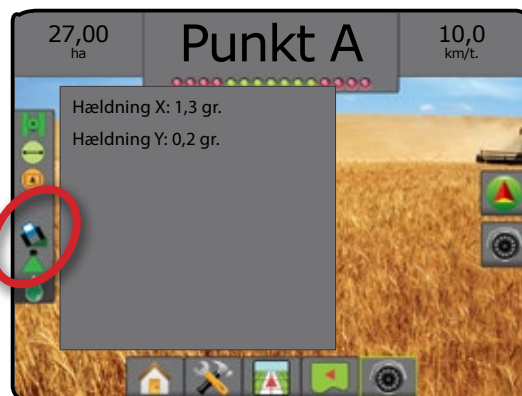 27,00
ha
Punkt A
10,0
km/t.
Hældning X: 1,3 gr.
Hældning Y: 0,2 gr.